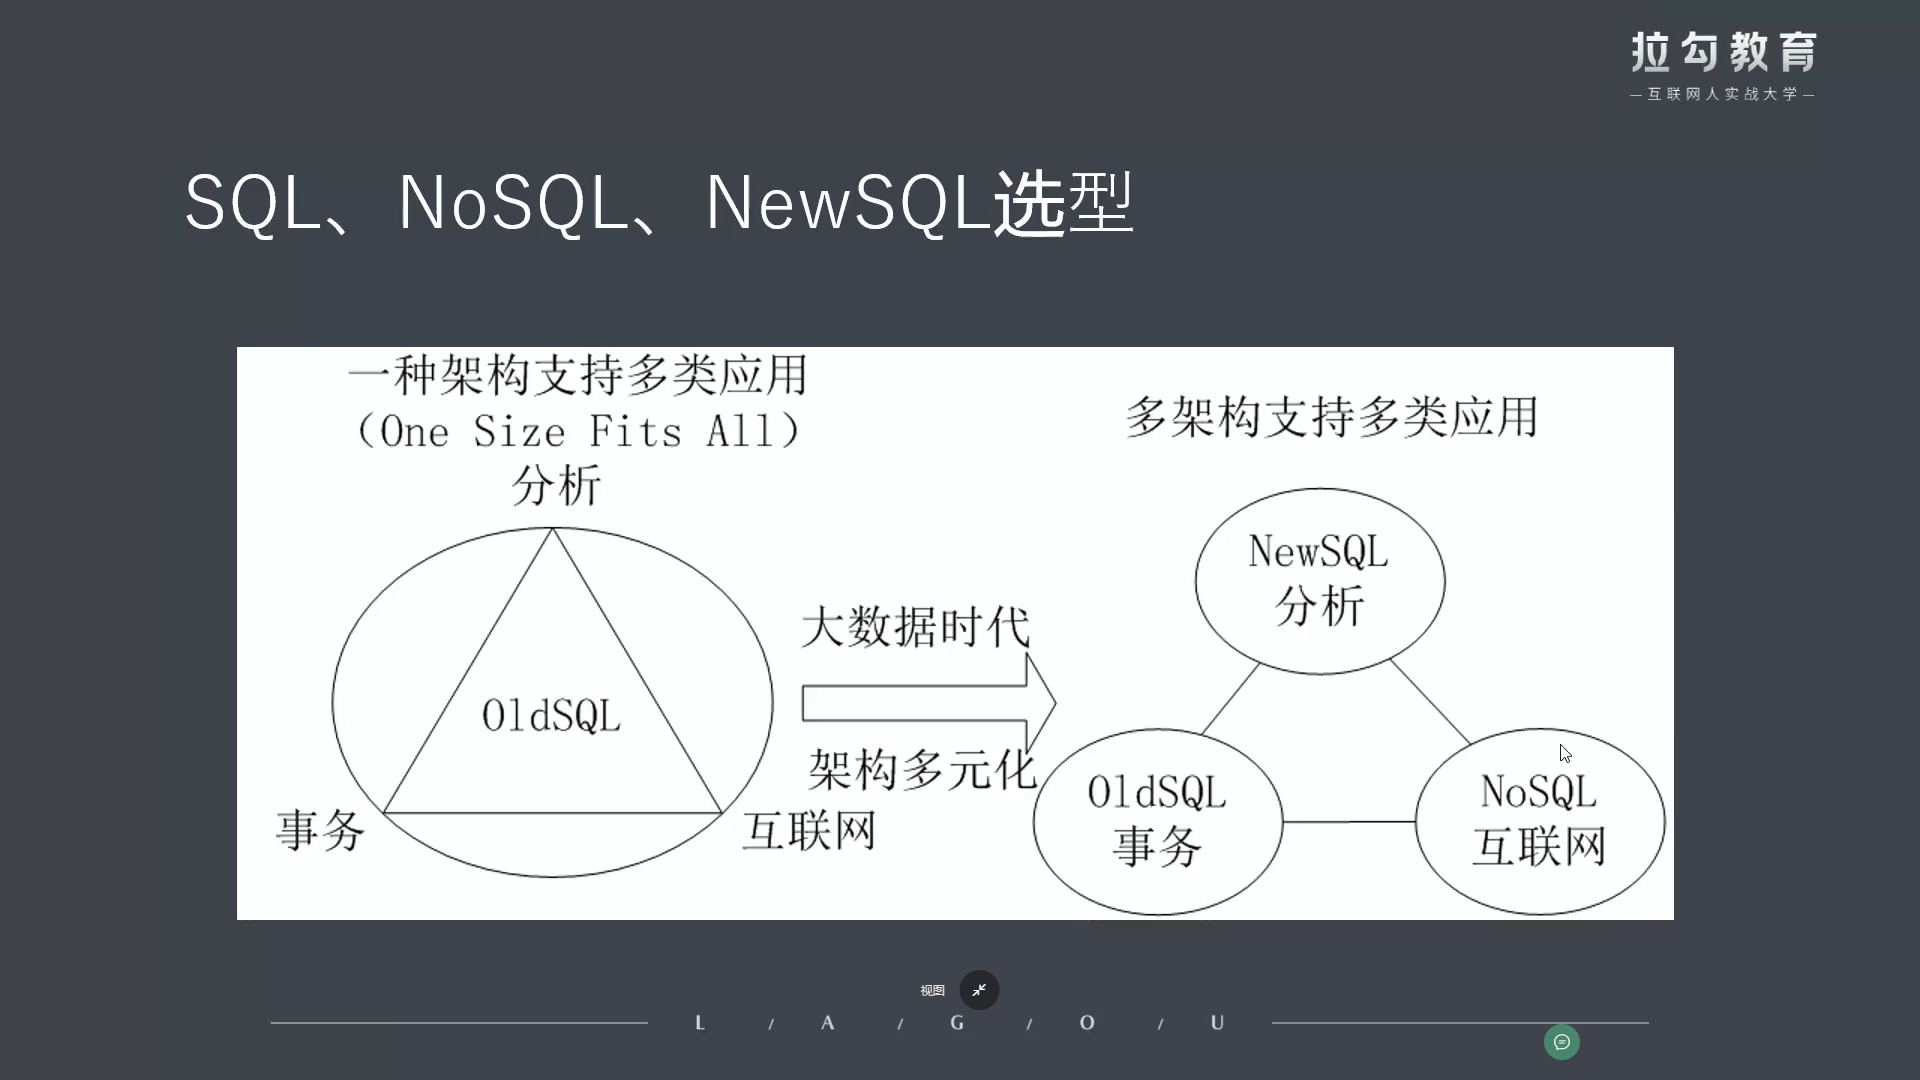 拉勾教育
—互联网人实战大学—
SQL、NoSQL、NewSQL选型
一种架构支持多类应用
（One Size Fits All）
分析
OldSQL
事务
互联网
大数据时代
架构多元化
多架构支持多类应用
NewSQL
分析
OldSQL
事务
NoSQL
互联网
视图
L / A / G / O / U